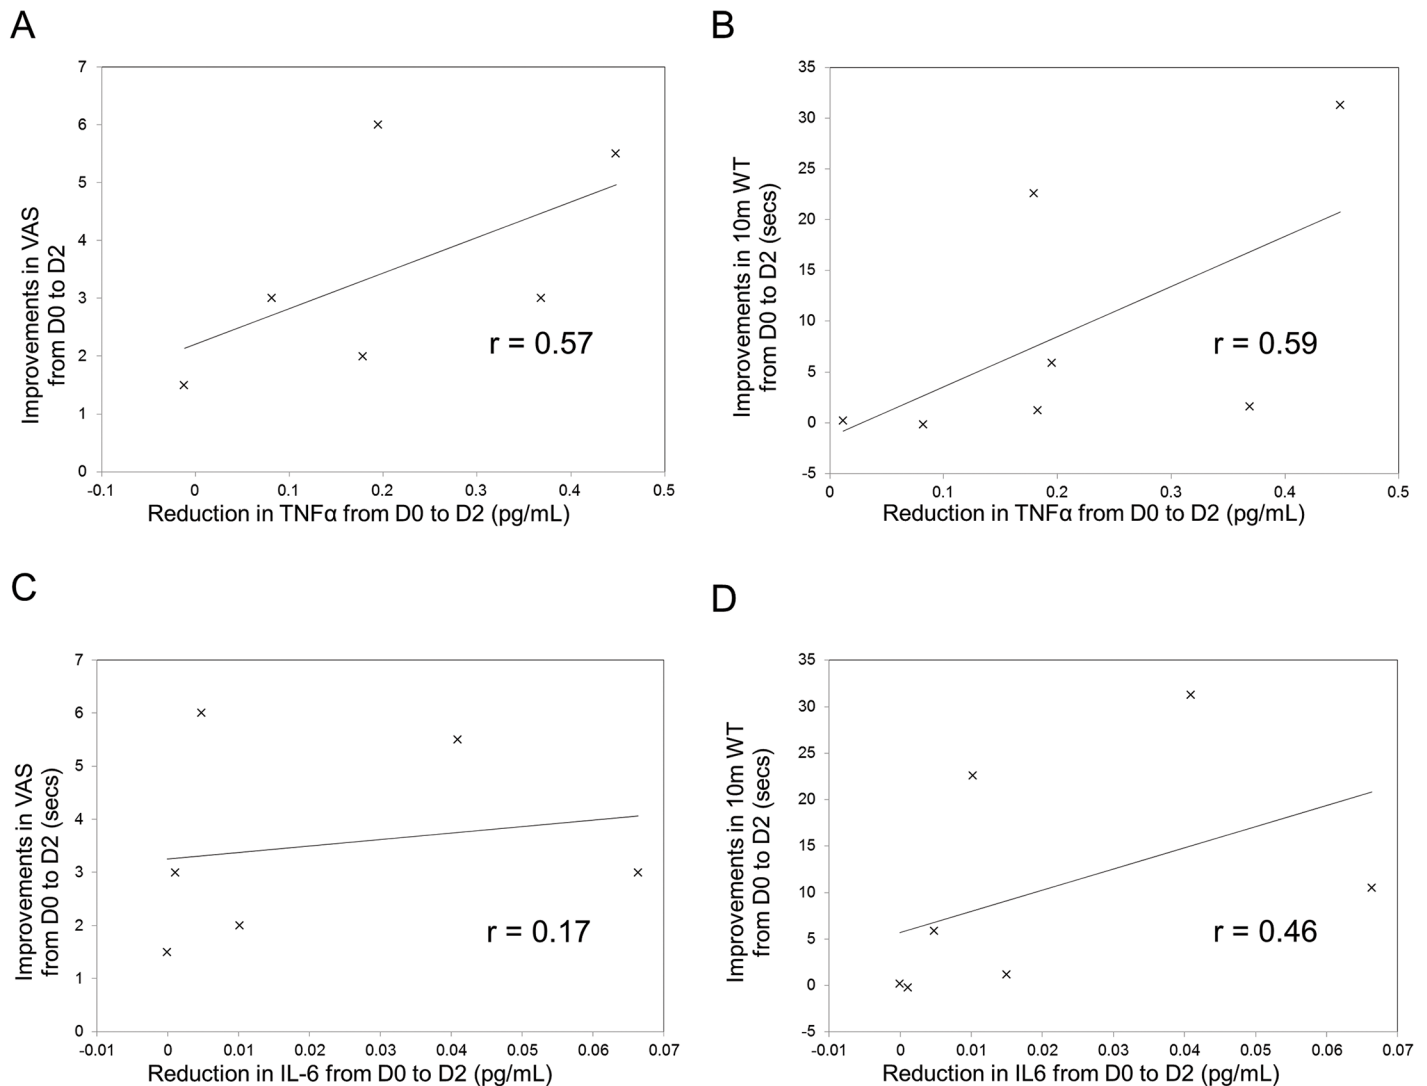 A
7
6
5
4
3
2
1
0
-0.1 0 0.1 0.2 0.3 0.4 0.5
Improvements in VAS
from D0 to D2
r = 0.57
Reduction in TNFα from D0 to D2 (pg/mL)
B
35
30
25
20
15
10
5
0
-5
0 0.1 0.2 0.3 0.4 0.5
Improvements in 10m WT
from D0 to D2 (secs)
r = 0.59
Reduction in TNFα from D0 to D2 (pg/mL)
C
7
6
5
4
3
2
1
0
-0.01 0 0.01 0.02 0.03 0.04 0.05 0.06 0.07
Improvements in VAS
from D0 to D2 (secs)
r = 0.17
Reduction in IL-6 from D0 to D2 (pg/mL)
D
35
30
25
20
15
10
5
0
-5
-0.01 0 0.01 0.02 0.03 0.04 0.05 0.06 0.07
Improvements in 10m WT
from D0 to D2 (secs)
r = 0.46
Reduction in IL6 from D0 to D2 (pg/mL)